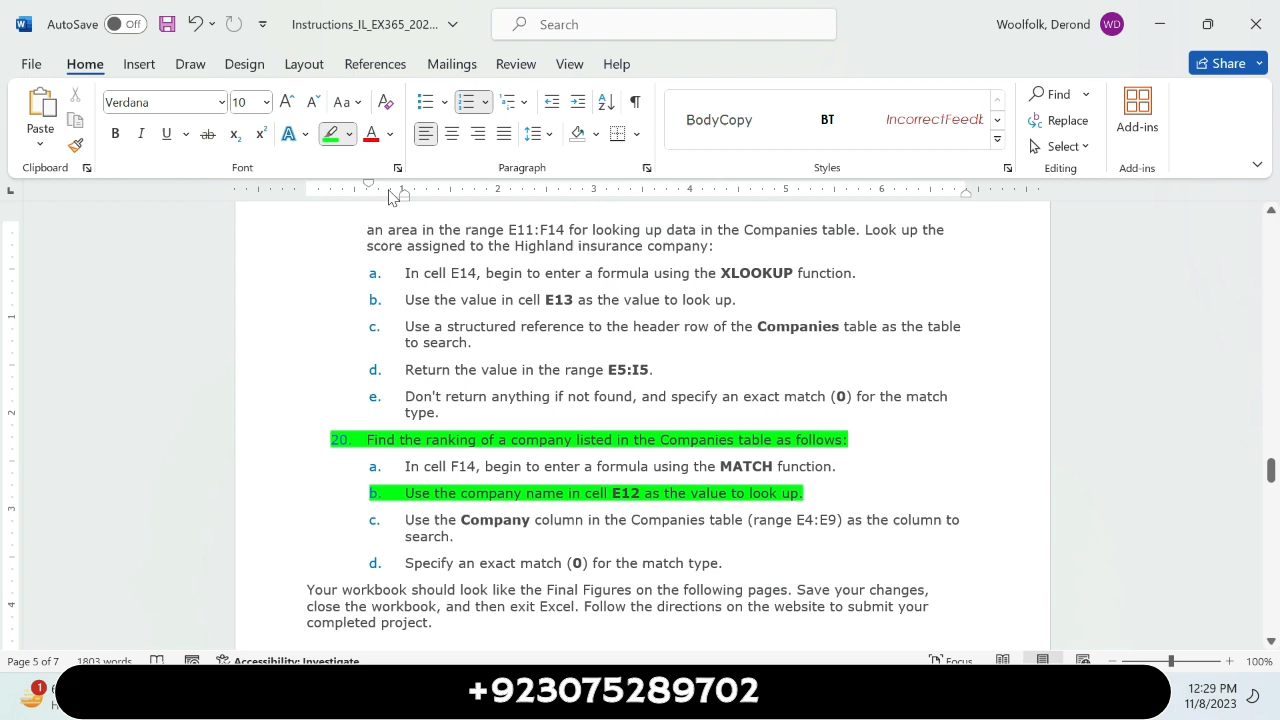 AutoSave Off Instructions_IL_EX365_202... Search Woolfolk, Derond WD
File Home Insert Draw Design Layout References Mailings Review View Help Share
Paste Verdana 10 BodyCopy BT IncorrectFeedb Find Replace Select Add-ins
Clipboard Font Paragraph Styles Editing Add-ins
1 2 3 4 5 6
an area in the range E11:F14 for looking up data in the Companies table. Look up the
score assigned to the Highland insurance company:
a. In cell E14, begin to enter a formula using the XLOOKUP function.
b. Use the value in cell E13 as the value to look up.
c. Use a structured reference to the header row of the Companies table as the table
to search.
d. Return the value in the range E5:I5.
e. Don't return anything if not found, and specify an exact match (0) for the match
type.
20. Find the ranking of a company listed in the Companies table as follows:
a. In cell F14, begin to enter a formula using the MATCH function.
b. Use the company name in cell E12 as the value to look up.
c. Use the Company column in the Companies table (range E4:E9) as the column to
search.
d. Specify an exact match (0) for the match type.
Your workbook should look like the Final Figures on the following pages. Save your changes,
close the workbook, and then exit Excel. Follow the directions on the website to submit your
completed project.
Page 5 of 7 1803 words Accessibility: Investigate Focus 100%
+923075289702
12:29 PM
11/8/2023